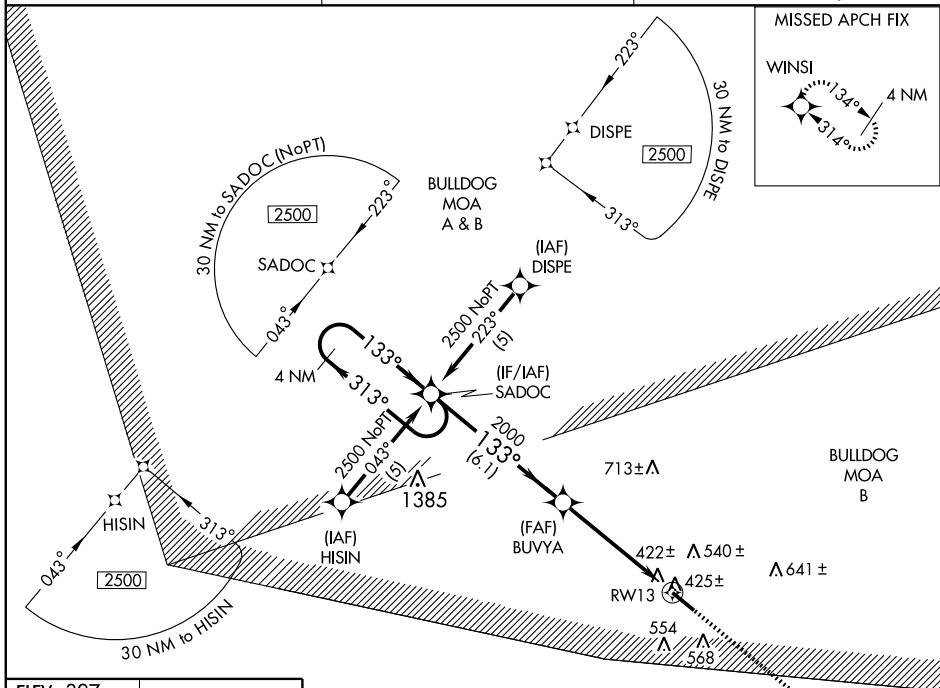 MISSED APCH FIX
WINSI
134°
4 NM
314°
223°
DISPE
30 NM to DISPE
2500
313°
30 NM to SADOC (NoPT)
2500
223°
SADOC
043°
BULLDOG
MOA
A & B
(IAF)
DISPE
2500 NoPT
223°
(5)
133°
4 NM
313°
(IF/IAF)
SADOC
2500 NoPT
043°
(5)
1385
2000
133°
(6.1)
713±
BULLDOG
MOA
B
HISIN
313°
043°
2500
30 NM to HISIN
(IAF)
HISIN
(FAF)
BUVYA
422±
540±
425±
641±
RW13
554
568